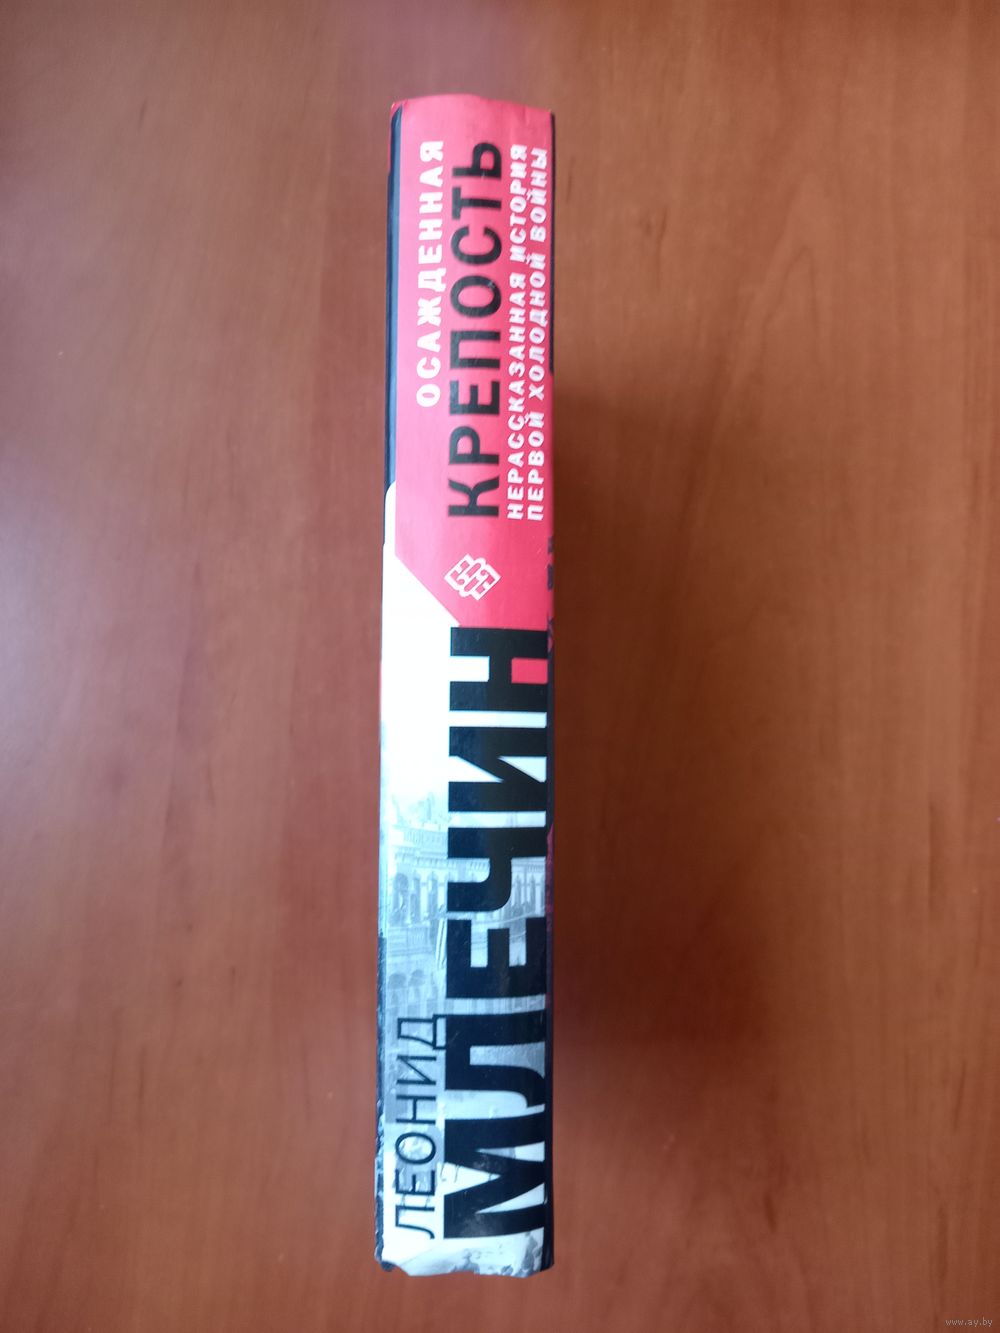 ЛЕОНИД
МЛЕЧИН
ОСАЖДЕННАЯ
КРЕПОСТЬ
НЕРАССКАЗАННАЯ ИСТОРИЯ
ПЕРВОЙ ХОЛОДНОЙ ВОЙНЫ
www.ay.by